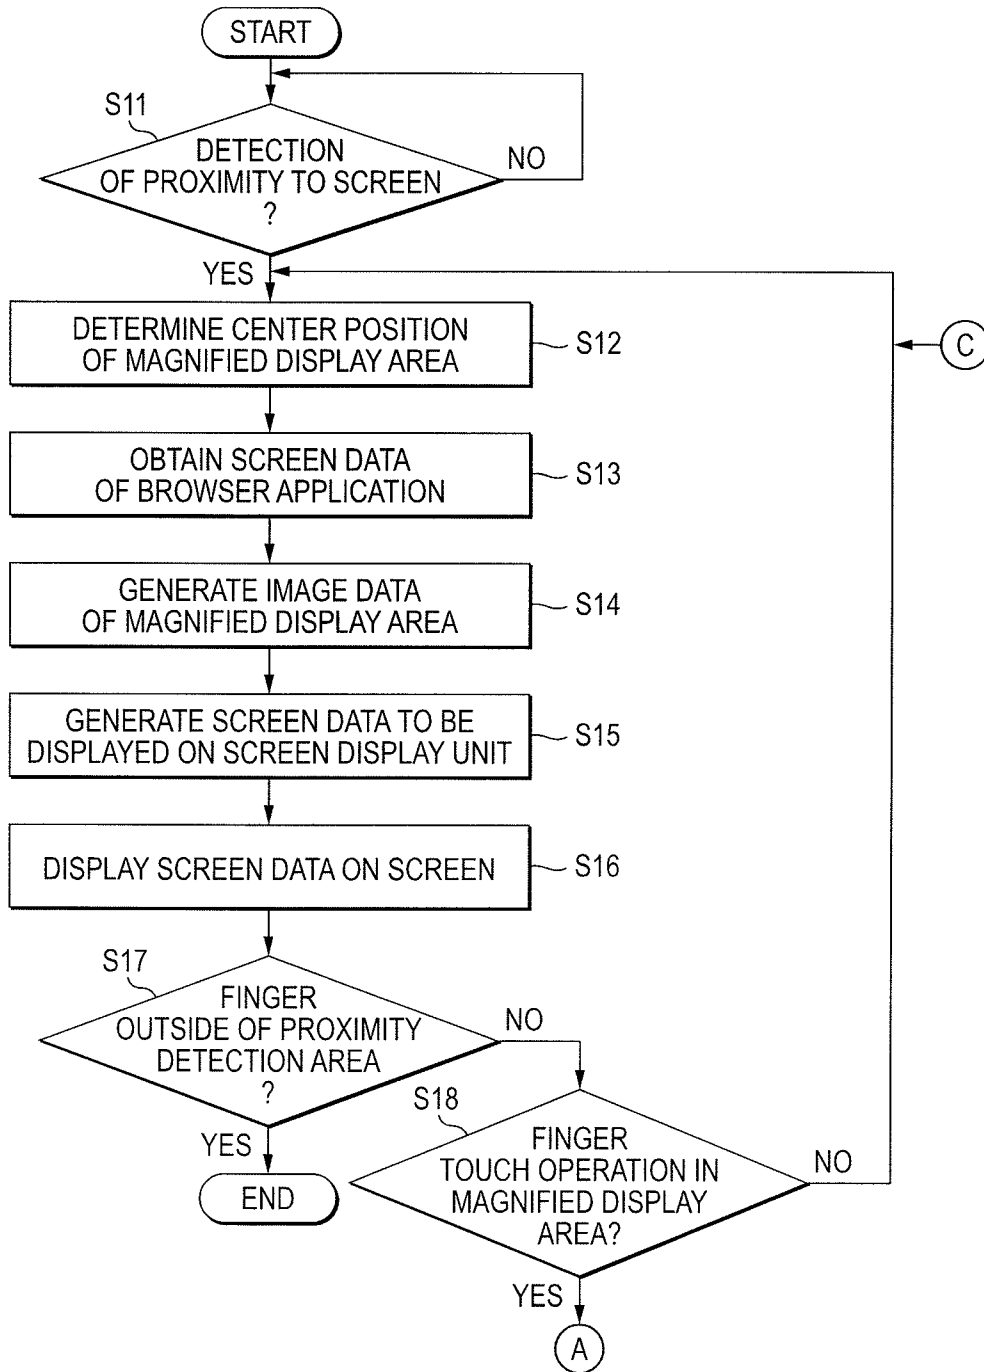 START
S11
DETECTION
OF PROXIMITY TO SCREEN
?
NO
YES
DETERMINE CENTER POSITION
OF MAGNIFIED DISPLAY AREA
S12
C
OBTAIN SCREEN DATA
OF BROWSER APPLICATION
S13
GENERATE IMAGE DATA
OF MAGNIFIED DISPLAY AREA
S14
GENERATE SCREEN DATA TO BE
DISPLAYED ON SCREEN DISPLAY UNIT
S15
DISPLAY SCREEN DATA ON SCREEN
S16
S17
FINGER
OUTSIDE OF PROXIMITY
DETECTION AREA
?
NO
YES
END
S18
FINGER
TOUCH OPERATION IN
MAGNIFIED DISPLAY
AREA?
NO
YES
A